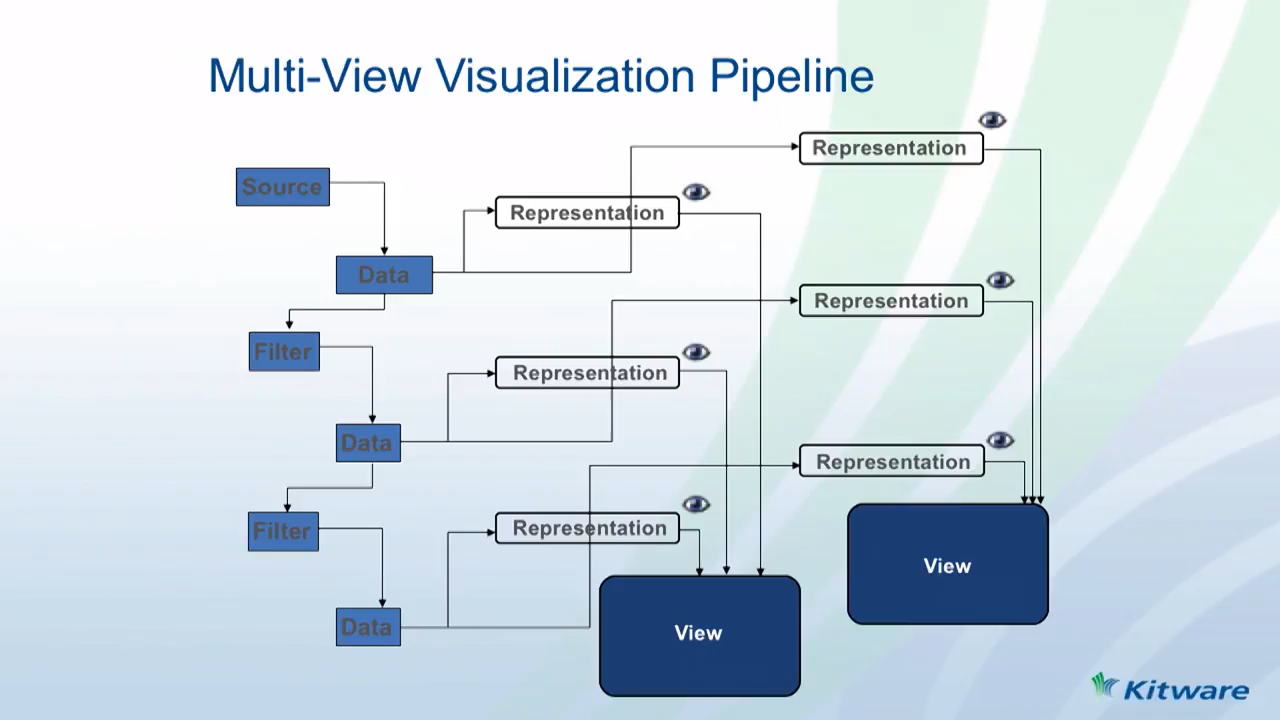 Multi-View Visualization Pipeline
Representation
Source
Representation
Data
Representation
Filter
Representation
Data
Representation
Filter
Representation
View
Data
View
Kitware